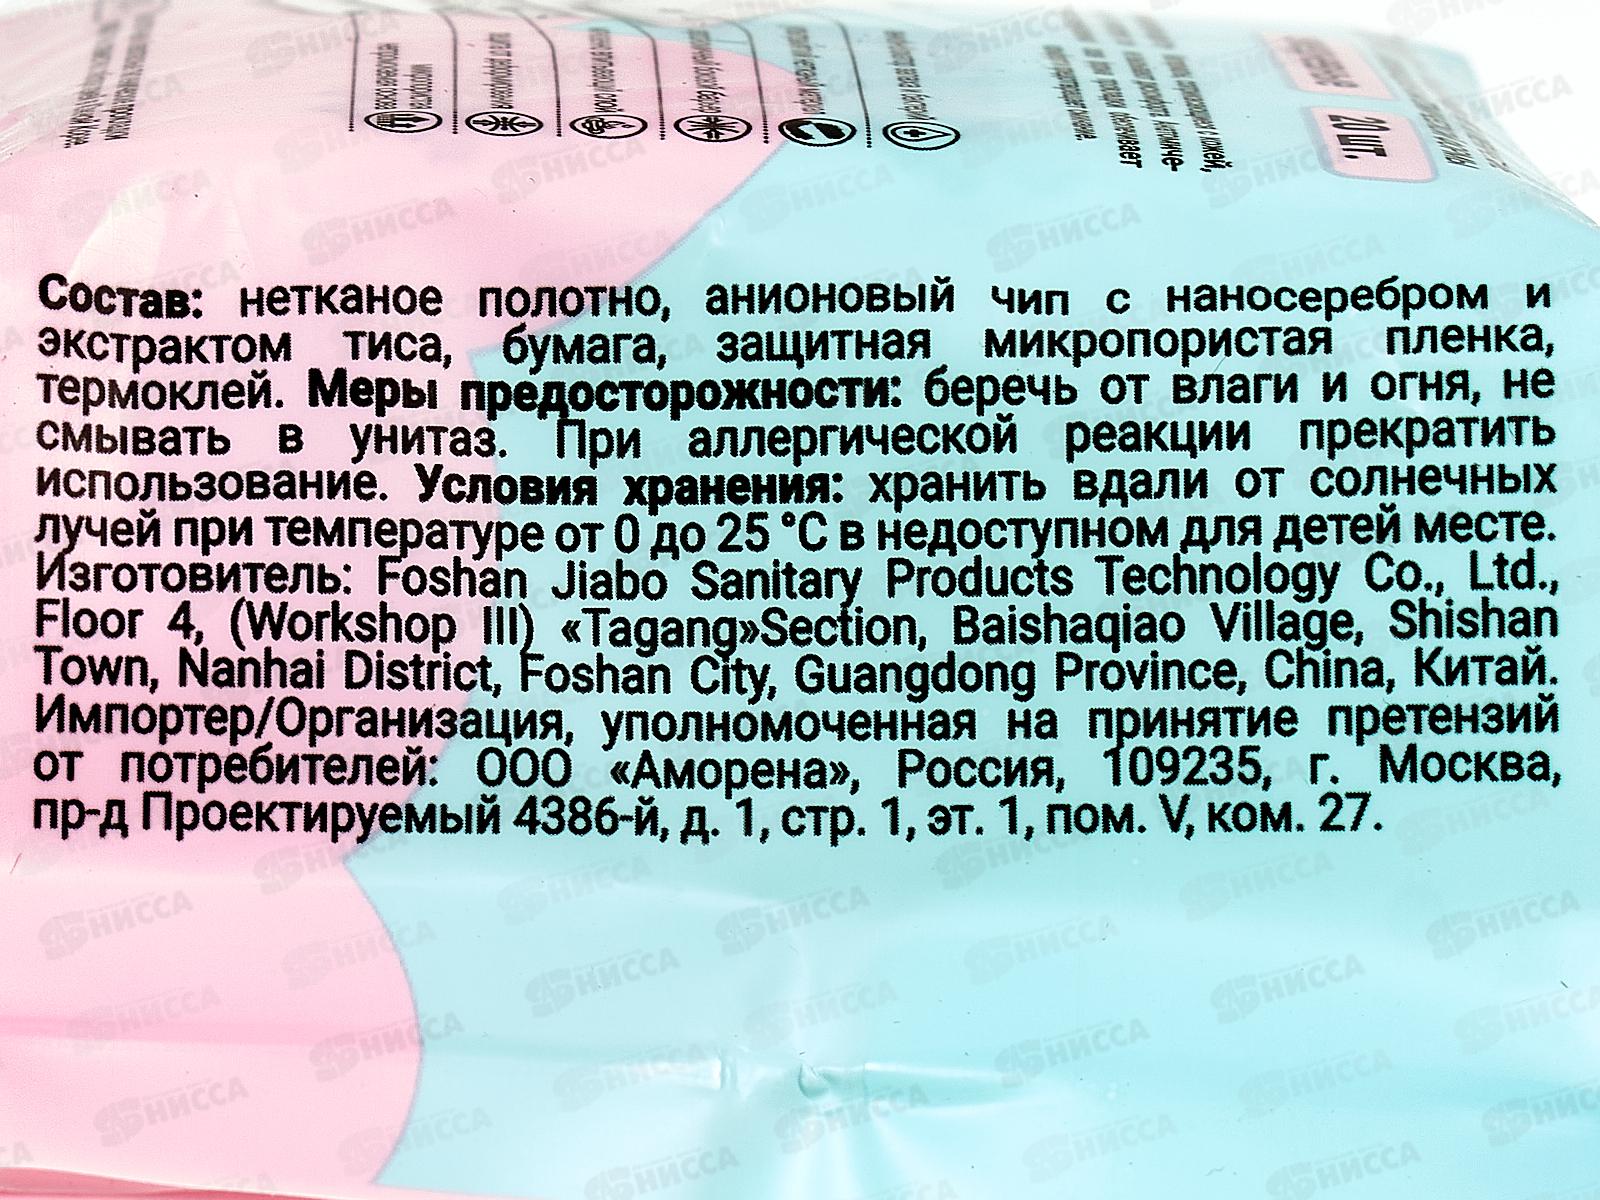 20 шт.
Состав: нетканое полотно, анионовый чип с наносеребром и
экстрактом тиса, бумага, защитная микропористая пленка,
термоклей. Меры предосторожности: беречь от влаги и огня, не
смывать в унитаз. При аллергической реакции прекратить
использование. Условия хранения: хранить вдали от солнечных
лучей при температуре от 0 до 25 °С в недоступном для детей месте.
Изготовитель: Foshan Jiabo Sanitary Products Technology Co., Ltd.,
Floor 4, (Workshop III) «Tagang»Section, Baishaqiao Village, Shishan
Town, Nanhai District, Foshan City, Guangdong Province, China, Китай.
Импортер/Организация, уполномоченная на принятие претензий
от потребителей: ООО «Аморена», Россия, 109235, г. Москва,
пр-д Проектируемый 4386-й, д. 1, стр. 1, эт. 1, пом. V, ком. 27.
НИССА